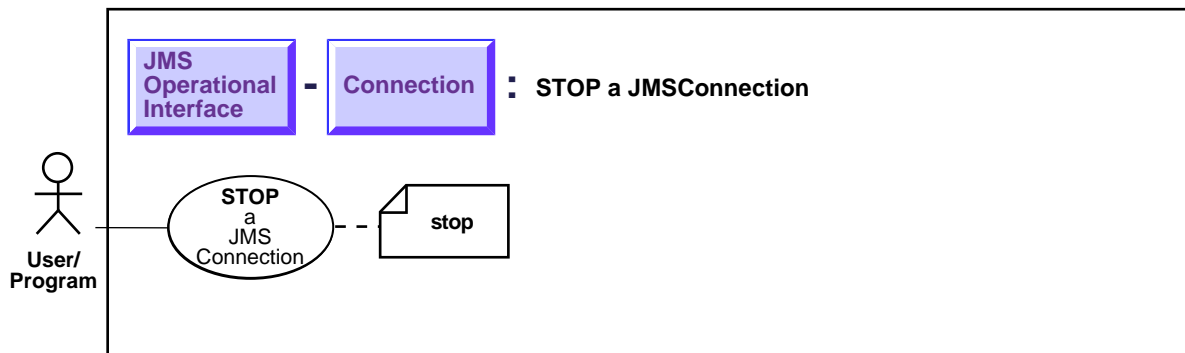 JMS
Operational
Interface
-
Connection
:
STOP a JMSConnection
STOP
a
JMS
Connection
stop
User/
Program